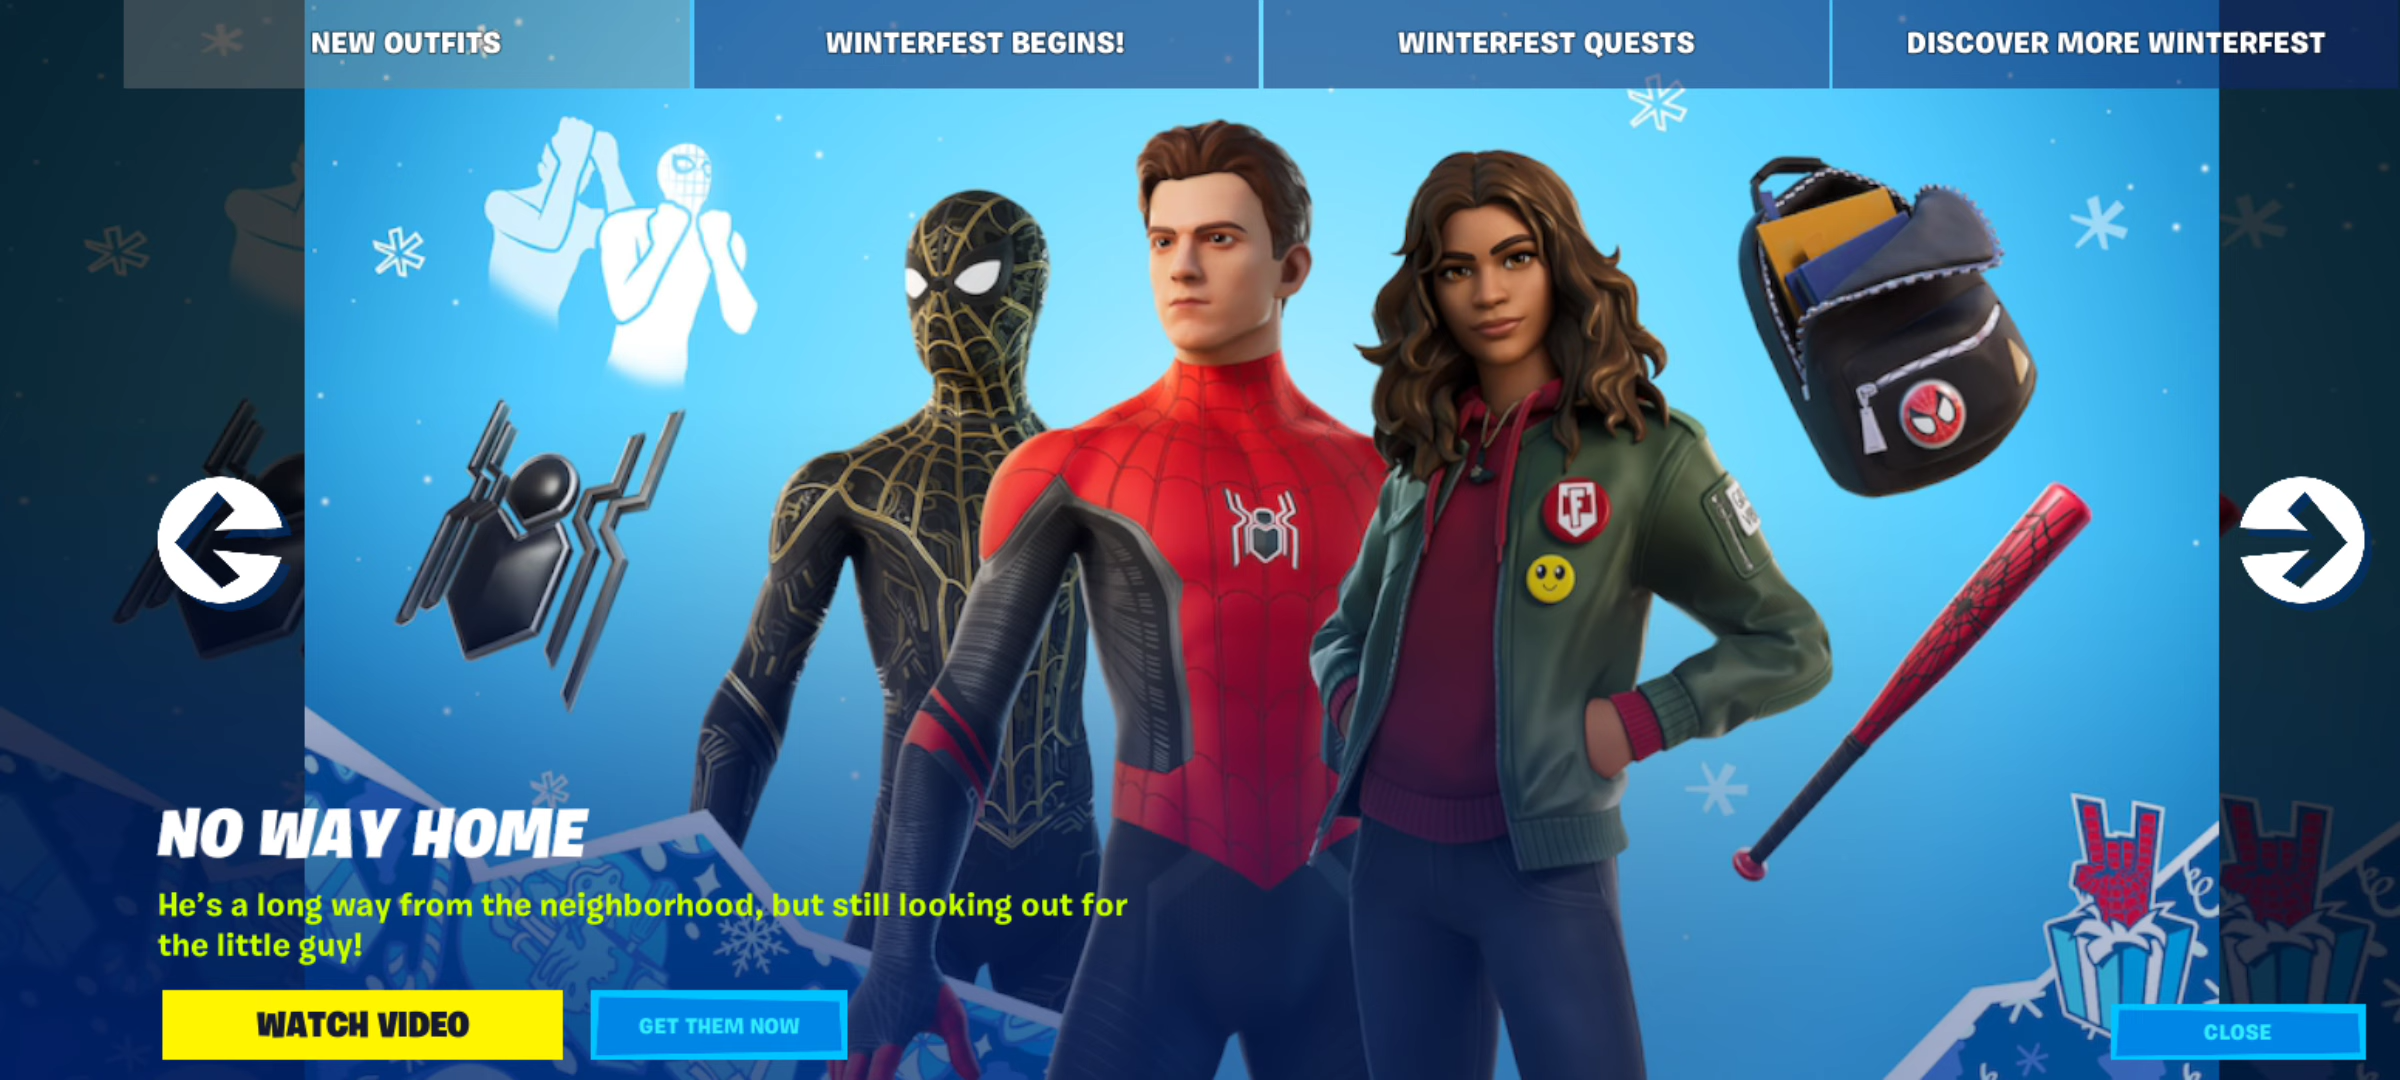 NEW OUTFITS
WINTERFEST BEGINS!
WINTERFEST QUESTS
DISCOVER MORE WINTERFEST
F
NO WAY HOME
He's a long way from the neighborhood, but still looking out for
the little guy!
WATCH VIDEO
GET THEM NOW
CLOSE